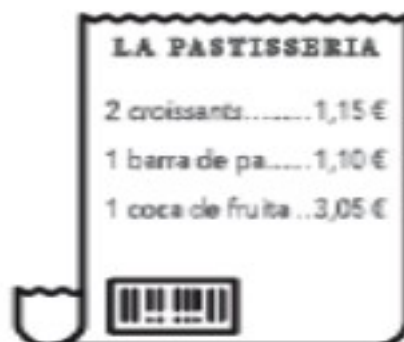 LA PASTISSERIA
2 croissants........1,15 €
1 barra de pa......1,10 €
1 coca de fruita ..3,05 €